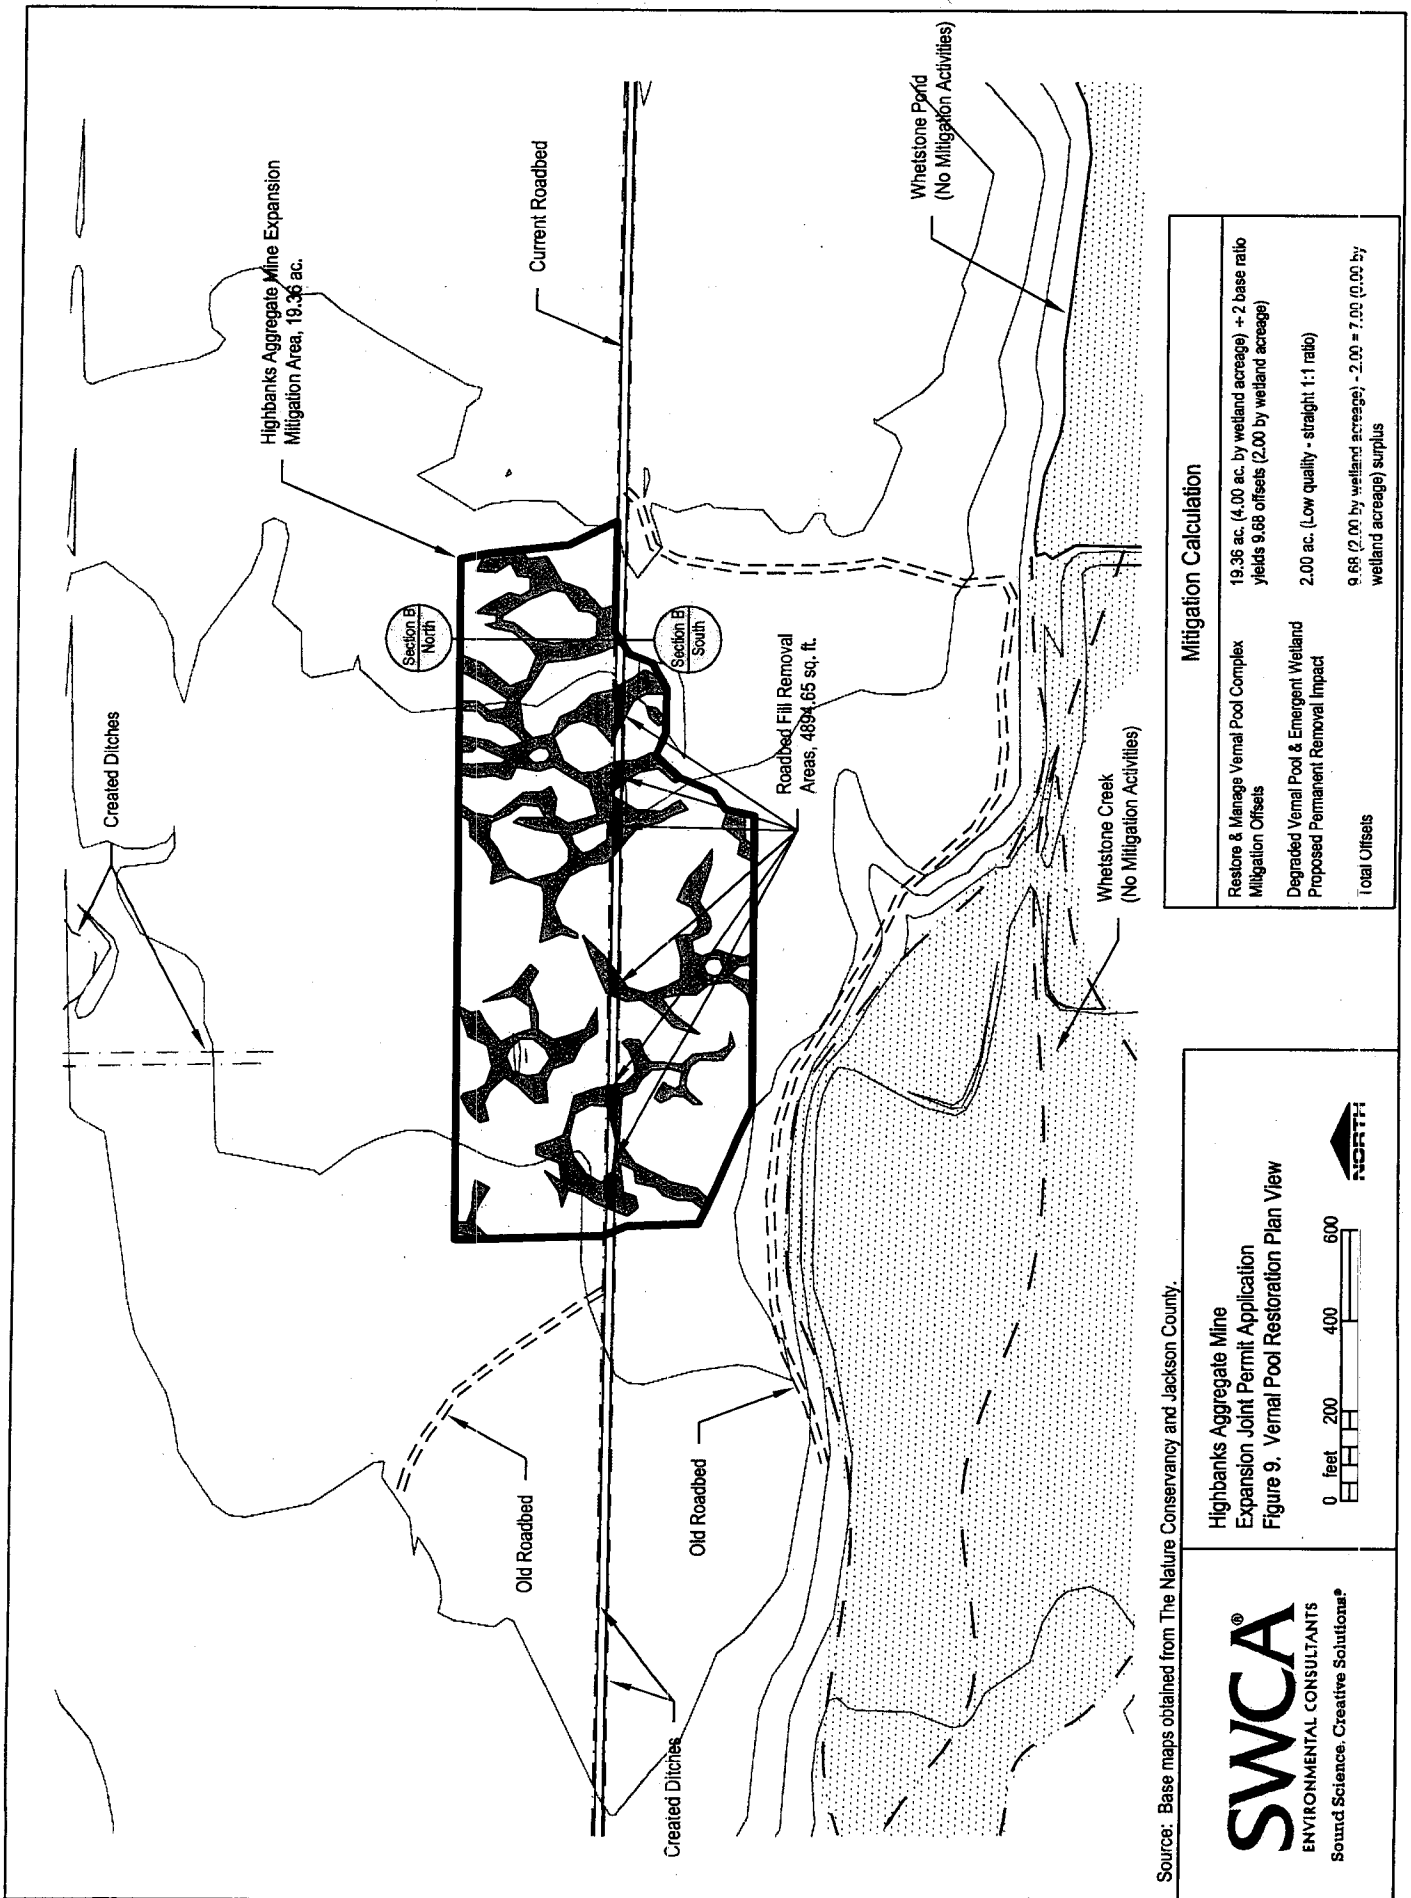 Created Ditches
Highbanks Aggregate Mine Expansion
Mitigation Area, 19.36 ac.
Current Roadbed
Whetstone Pond
(No Mitigation Activities)
Section B
North
Section B
South
Roadbed Fill Removal
Areas, 4894.65 sq. ft.
Old Roadbed
Old Roadbed
Created Ditches
Whetstone Creek
(No Mitigation Activities)
Mitigation Calculation
Restore & Manage Vernal Pool Complex
Mitigation Offsets
19.36 ac. (4.00 ac. by wetland acreage) ÷ 2 base ratio
yields 9.68 offsets (2.00 by wetland acreage)
Degraded Vernal Pool & Emergent Wetland
Proposed Permanent Removal Impact
2.00 ac. (Low quality - straight 1:1 ratio)
Total Offsets
9.68 (2.00 by wetland acreage) - 2.00 = 7.00 (0.00 by
wetland acreage) surplus
Source: Base maps obtained from The Nature Conservancy and Jackson County.
SWCA®
ENVIRONMENTAL CONSULTANTS
Sound Science. Creative Solutions.®
Highbanks Aggregate Mine
Expansion Joint Permit Application
Figure 9. Vernal Pool Restoration Plan View
0 feet 200 400 600
NORTH